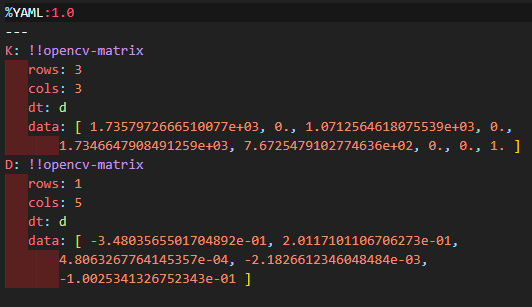 %YAML:1.0
---
K: !!opencv-matrix
rows: 3
cols: 3
dt: d
data: [ 1.7357972666510077e+03, 0., 1.0712564618075539e+03, 0.,
1.7346647908491259e+03, 7.6725479102774636e+02, 0., 0., 1. ]
D: !!opencv-matrix
rows: 1
cols: 5
dt: d
data: [ -3.4803565501704892e-01, 2.0117101106706273e-01,
4.8063267764145357e-04, -2.1826612346048484e-03,
-1.0025341326752343e-01 ]